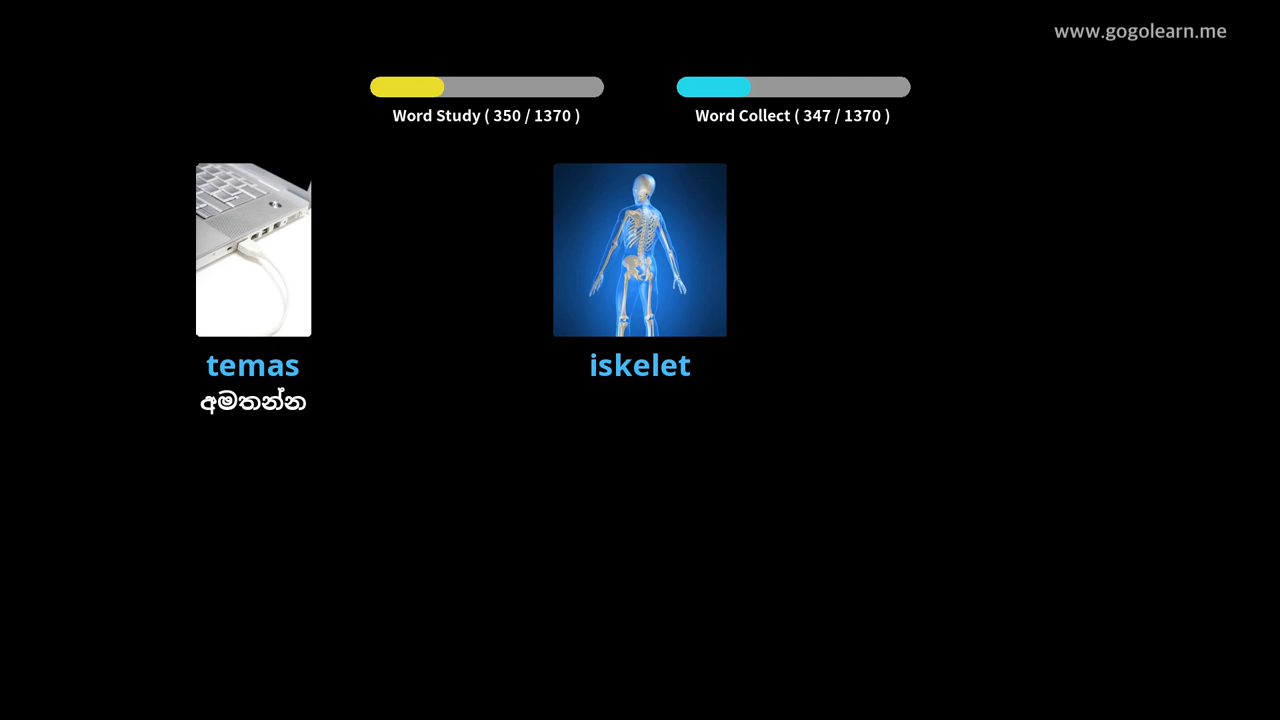 www.gogolearn.me
Word Study ( 350 / 1370 )
Word Collect ( 347 / 1370 )
temas
අමතන්න
iskelet